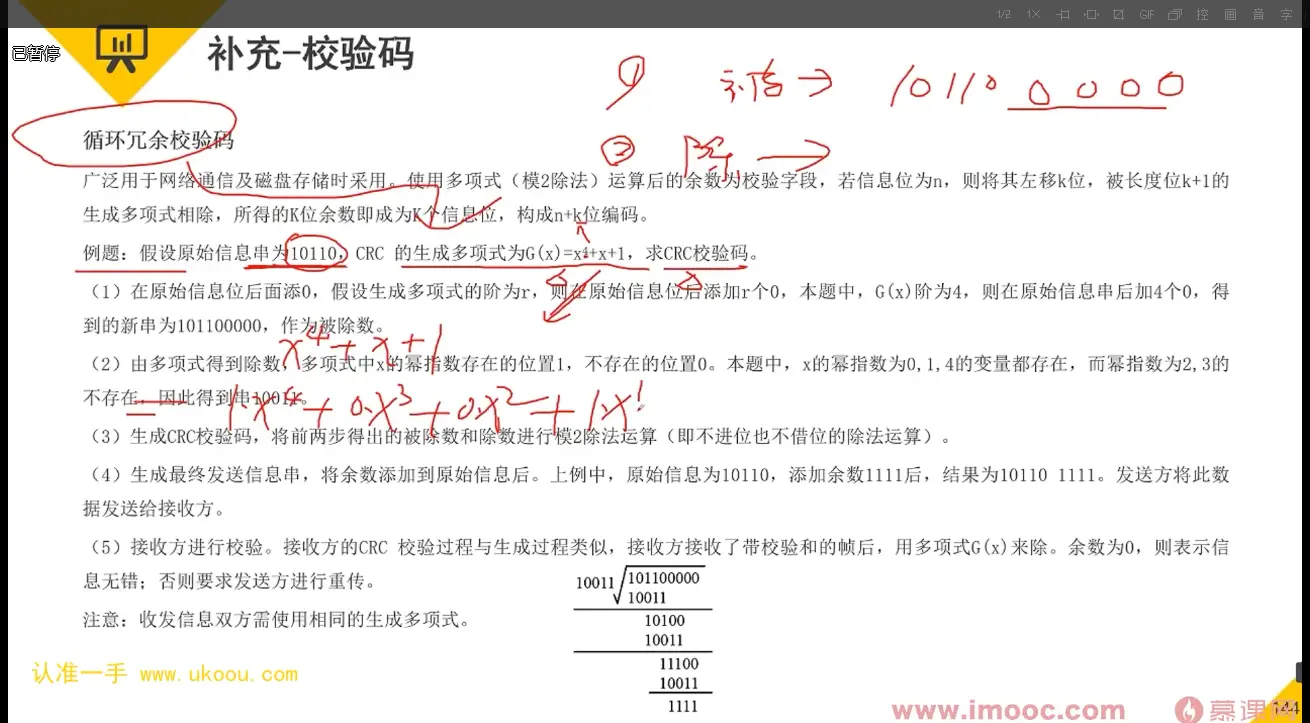 1/2 1× GIF 控 画 音 字
已暂停
补充-校验码
① 补信→ 10110 0000
② 除→
循环冗余校验码
广泛用于网络通信及磁盘存储时采用。使用多项式（模2除法）运算后的余数为校验字段，若信息位为n，则将其左移k位，被长度位k+1的
生成多项式相除，所得的K位余数即成为K个信息位，构成n+k位编码。
例题：假设原始信息串为10110，CRC 的生成多项式为G(x)=x4+x+1，求CRC校验码。
（1）在原始信息位后面添0，假设生成多项式的阶为r，则在原始信息位后添加r个0，本题中，G(x)阶为4，则在原始信息串后加4个0，得
到的新串为101100000，作为被除数。
x⁴+x+1
（2）由多项式得到除数，多项式中x的幂指数存在的位置1，不存在的位置0。本题中，x的幂指数为0,1,4的变量都存在，而幂指数为2,3的
不存在，因此得到串10011。
= 1·x⁴+0·x³+0·x²+1·x¹
（3）生成CRC校验码，将前两步得出的被除数和除数进行模2除法运算（即不进位也不借位的除法运算）。
（4）生成最终发送信息串，将余数添加到原始信息后。上例中，原始信息为10110，添加余数1111后，结果为10110 1111。发送方将此数
据发送给接收方。
（5）接收方进行校验。接收方的CRC 校验过程与生成过程类似，接收方接收了带校验和的帧后，用多项式G(x)来除。余数为0，则表示信
息无错；否则要求发送方进行重传。
注意：收发信息双方需使用相同的生成多项式。
10011 101100000
10011
10100
10011
11100
10011
1111
认准一手 www.ukoou.com
www.imooc.com 慕课
144